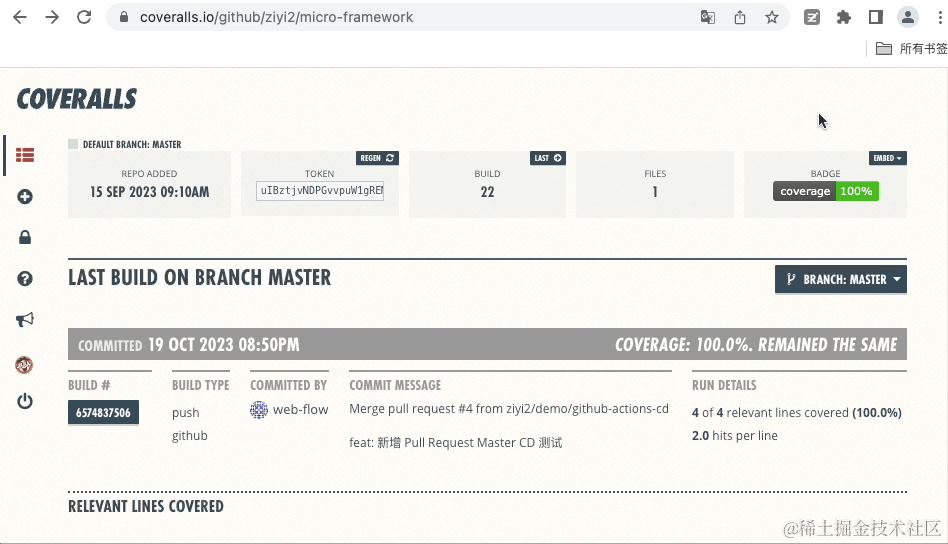 coveralls.io/github/ziyi2/micro-framework
所有书签
COVERALLS
DEFAULT BRANCH: MASTER
REPO ADDED
15 SEP 2023 09:10AM
REGEN
TOKEN
uIBztjvNDPGvvpuW1gREM
LAST
BUILD
22
FILES
1
EMBED
BADGE
coverage 100%
LAST BUILD ON BRANCH MASTER
BRANCH: MASTER
COMMITTED 19 OCT 2023 08:50PM
COVERAGE: 100.0%. REMAINED THE SAME
BUILD #
6574837506
BUILD TYPE
push
github
COMMITTED BY
web-flow
COMMIT MESSAGE
Merge pull request #4 from ziyi2/demo/github-actions-cd
feat: 新增 Pull Request Master CD 测试
RUN DETAILS
4 of 4 relevant lines covered (100.0%)
2.0 hits per line
RELEVANT LINES COVERED
@稀土掘金技术社区